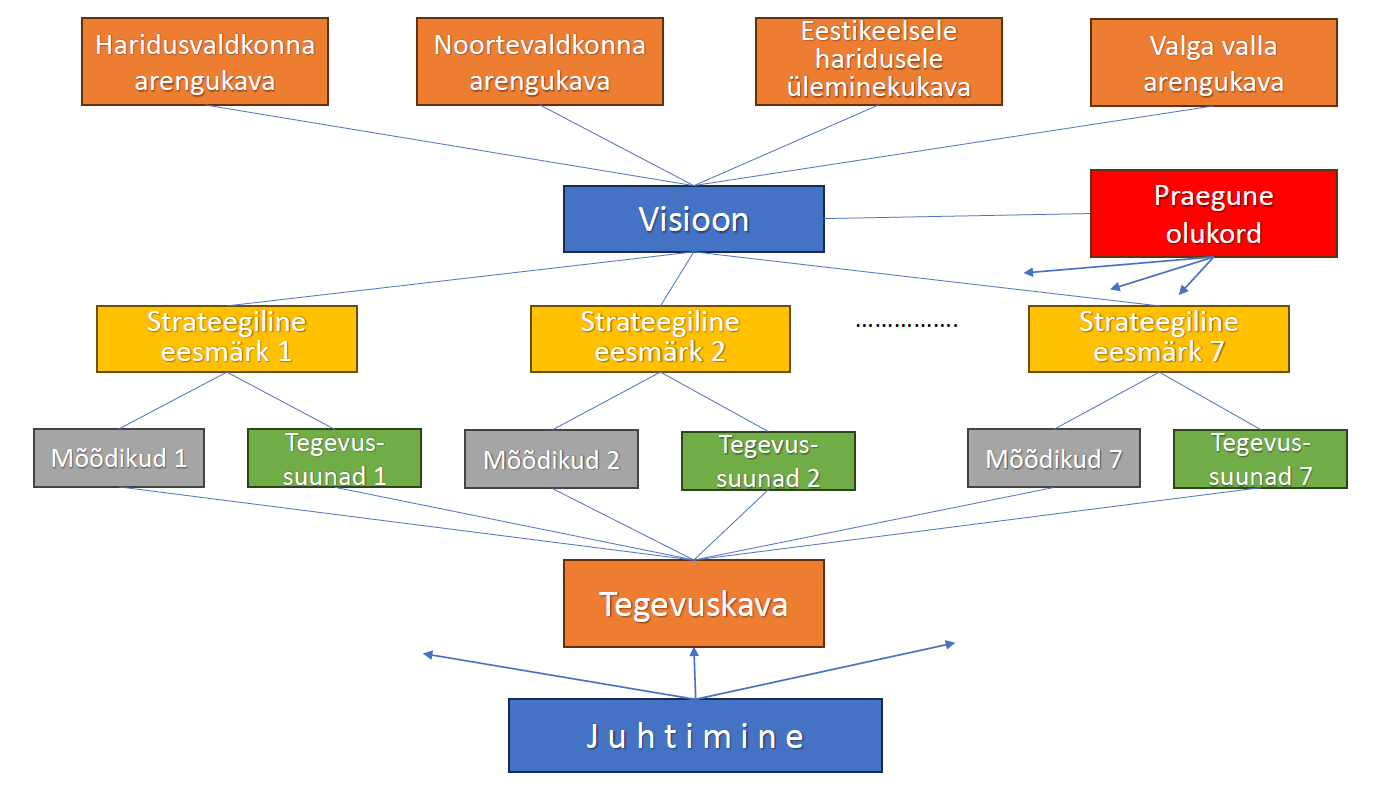 Haridusvaldkonna
arengukava
Noortevaldkonna
arengukava
Eestikeelsele
haridusele
üleminekukava
Valga valla
arengukava
Visioon
Praegune
olukord
Strateegiline
eesmärk 1
Strateegiline
eesmärk 2
…………….
Strateegiline
eesmärk 7
Mõõdikud 1
Tegevus-
suunad 1
Mõõdikud 2
Tegevus-
suunad 2
Mõõdikud 7
Tegevus-
suunad 7
Tegevuskava
J u h t i m i n e